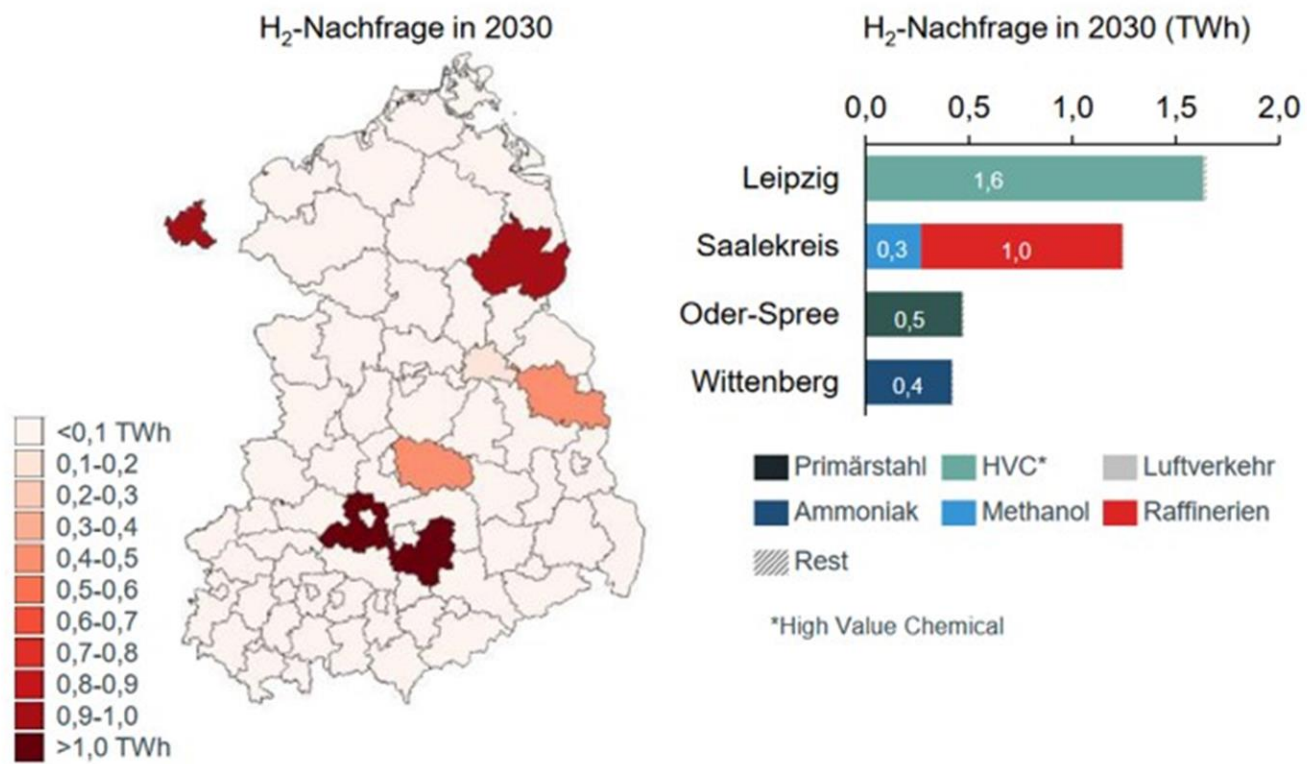 H₂-Nachfrage in 2030
<0,1 TWh
0,1-0,2
0,2-0,3
0,3-0,4
0,4-0,5
0,5-0,6
0,6-0,7
0,7-0,8
0,8-0,9
0,9-1,0
>1,0 TWh
H₂-Nachfrage in 2030 (TWh)
0,0 0,5 1,0 1,5 2,0
Leipzig 1,6
Saalekreis 0,3 1,0
Oder-Spree 0,5
Wittenberg 0,4
Primärstahl HVC* Luftverkehr
Ammoniak Methanol Raffinerien
Rest
*High Value Chemical